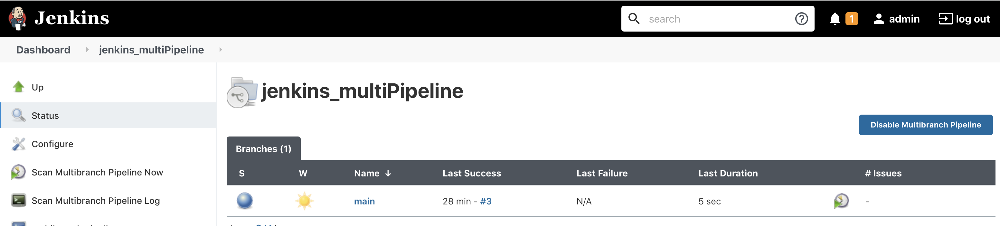 Jenkins
search
1
admin
log out
Dashboard
jenkins_multiPipeline
Up
Status
Configure
Scan Multibranch Pipeline Now
Scan Multibranch Pipeline Log
jenkins_multiPipeline
Disable Multibranch Pipeline
Branches (1)
S W Name ↓ Last Success Last Failure Last Duration # Issues
main 28 min - #3 N/A 5 sec -